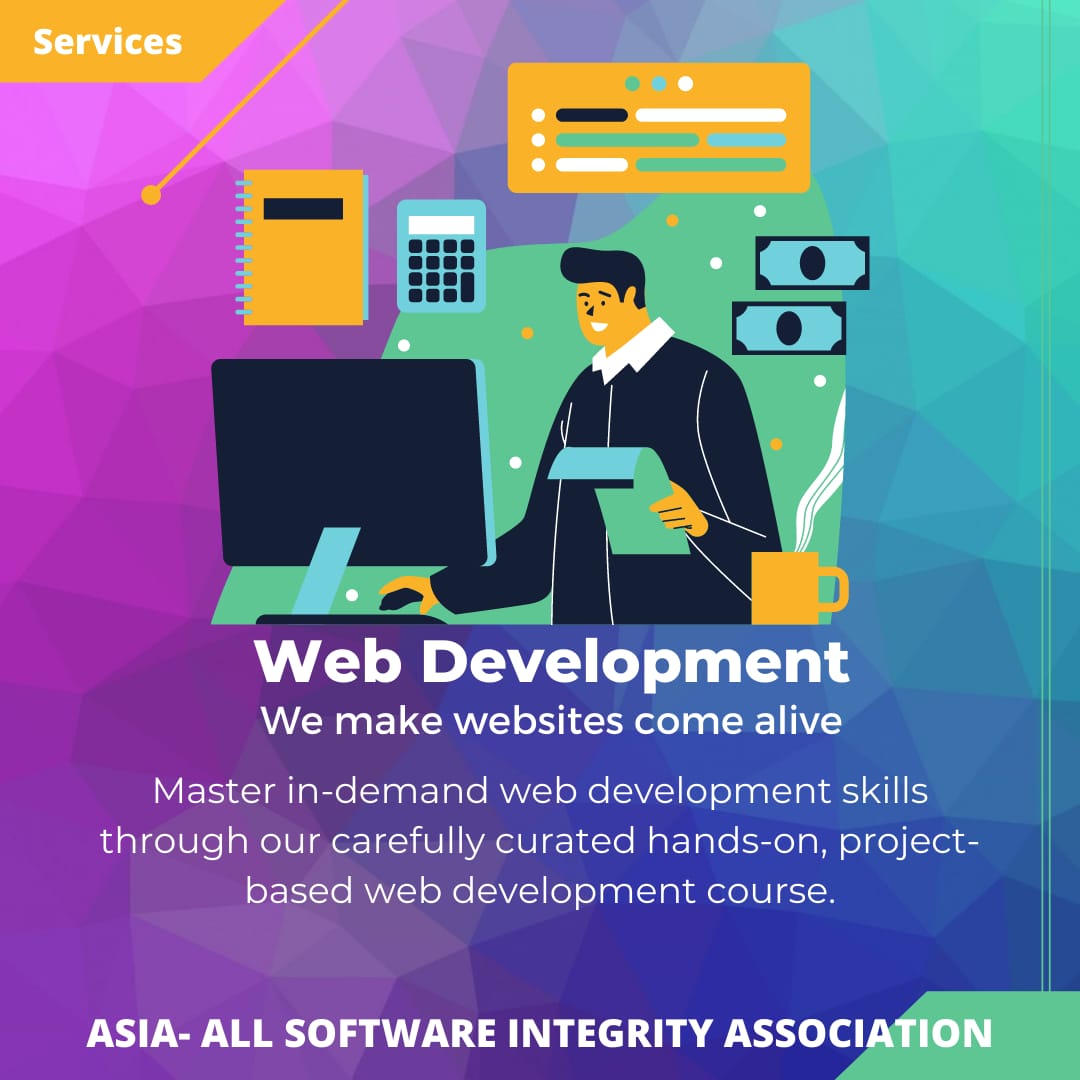 Services
Web Development
We make websites come alive
Master in-demand web development skills
through our carefully curated hands-on, project-
based web development course.
ASIA- ALL SOFTWARE INTEGRITY ASSOCIATION